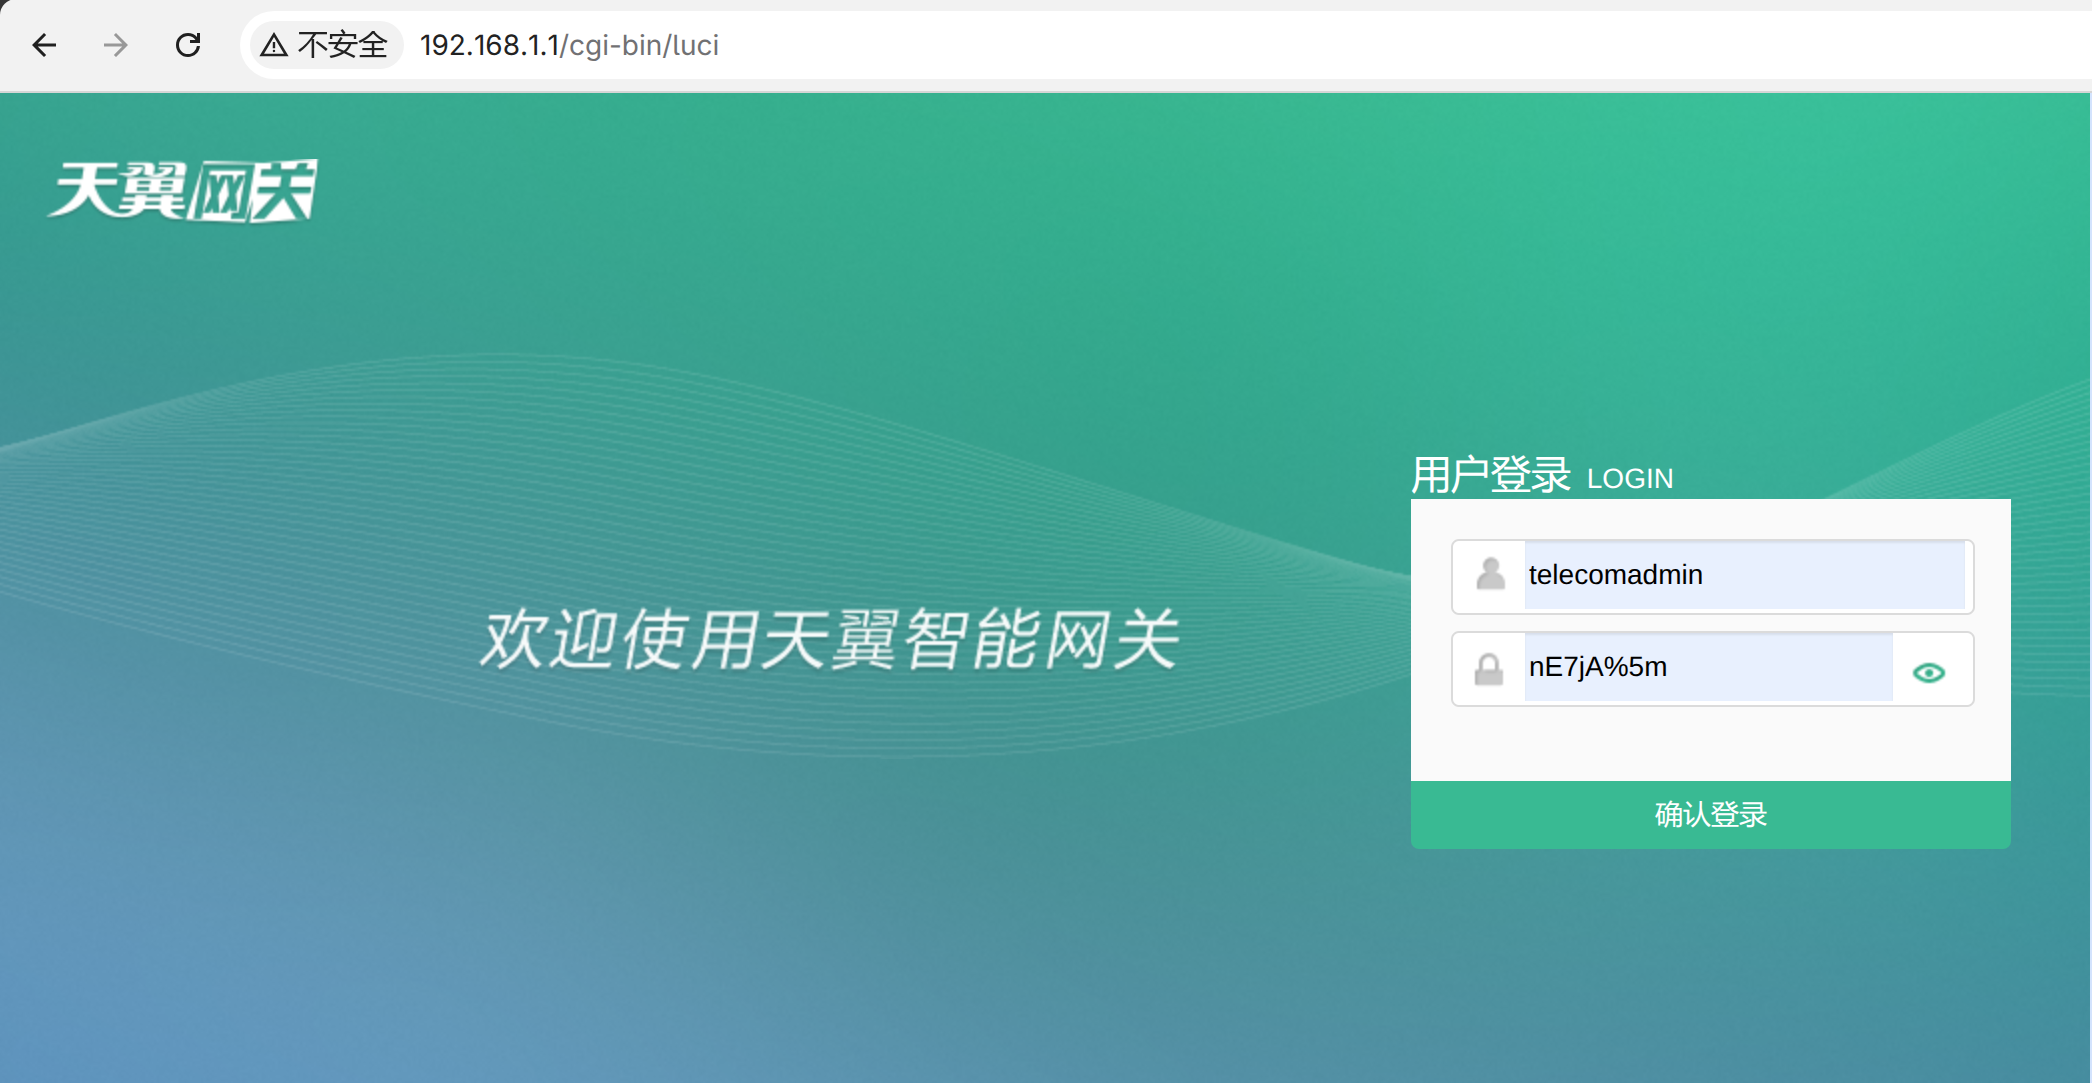 不安全 192.168.1.1/cgi-bin/luci
天翼网关
用户登录 LOGIN
telecomadmin
欢迎使用天翼智能网关
nE7jA%5m
确认登录